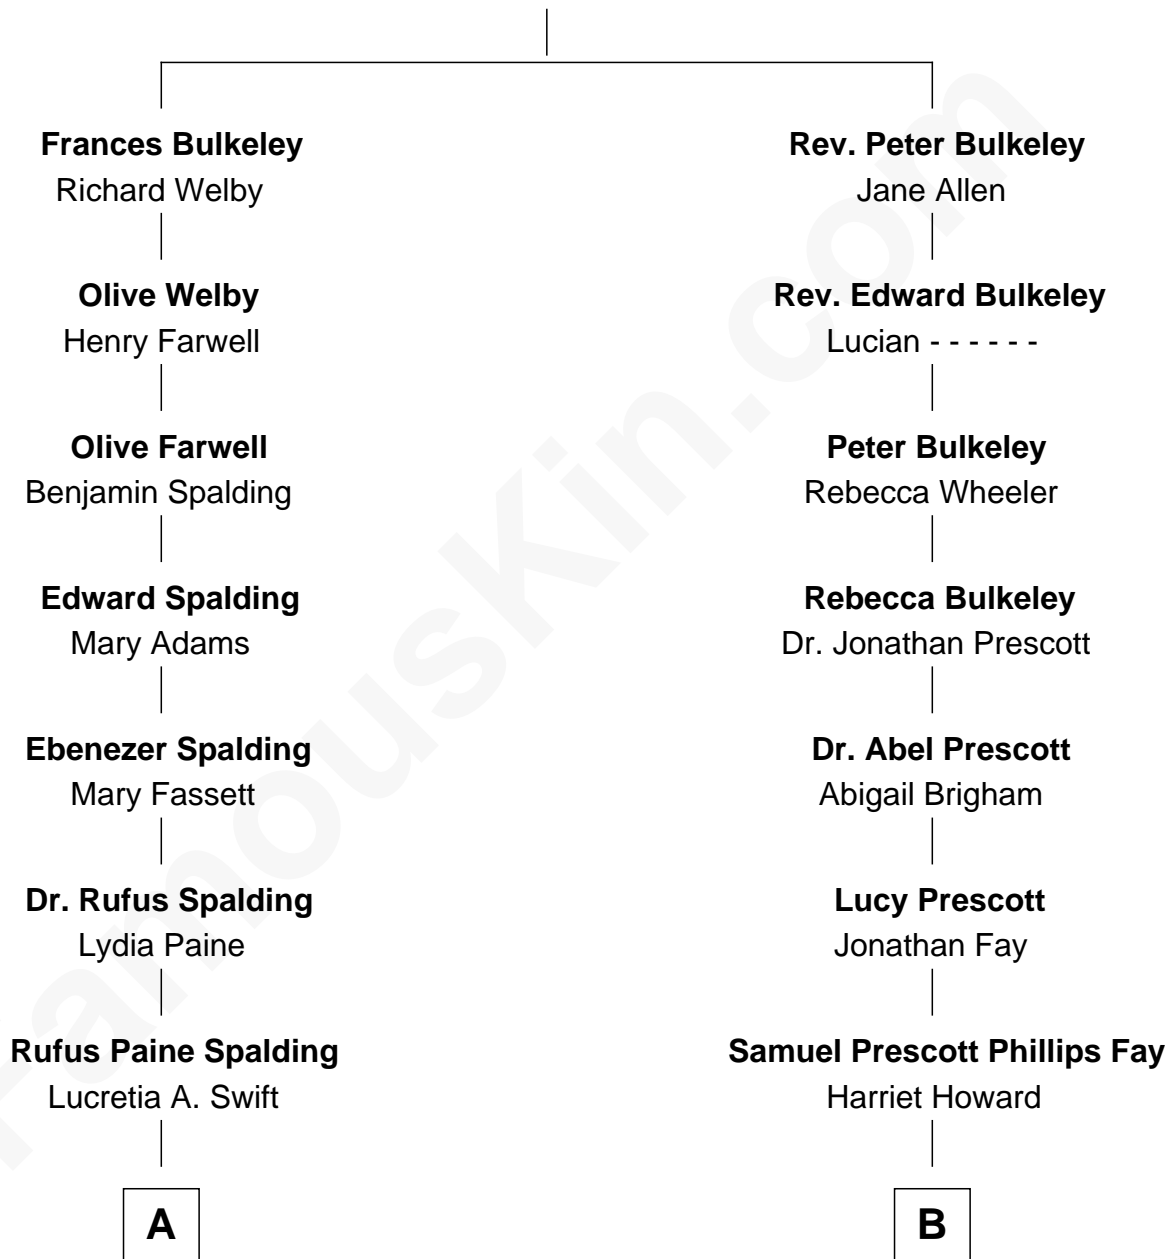 Frances Bulkeley
Richard Welby
Olive Welby
Henry Farwell
Olive Farwell
Benjamin Spalding
Edward Spalding
Mary Adams
Ebenezer Spalding
Mary Fassett
Dr. Rufus Spalding
Lydia Paine
Rufus Paine Spalding
Lucretia A. Swift
A
Rev. Peter Bulkeley
Jane Allen
Rev. Edward Bulkeley
Lucian - - - - - -
Peter Bulkeley
Rebecca Wheeler
Rebecca Bulkeley
Dr. Jonathan Prescott
Dr. Abel Prescott
Abigail Brigham
Lucy Prescott
Jonathan Fay
Samuel Prescott Phillips Fay
Harriet Howard
B
FamousKin.com